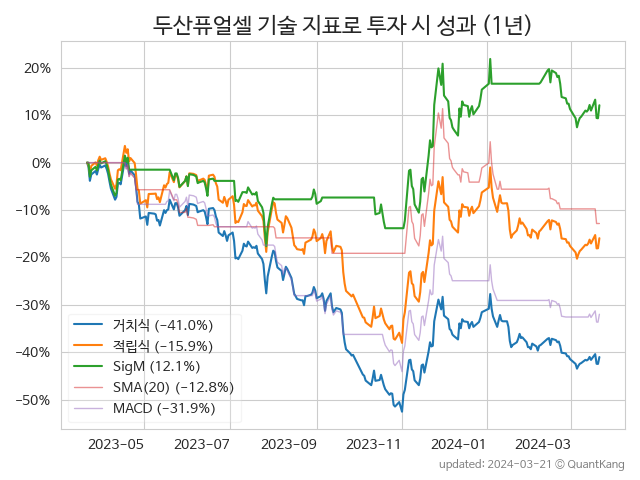 두산퓨얼셀 기술 지표로 투자 시 성과 (1년)
20%
10%
0%
−10%
−20%
−30%
−40%
−50%
거치식 (−41.0%)
적립식 (−15.9%)
SigM (12.1%)
SMA(20) (−12.8%)
MACD (−31.9%)
2023−05
2023−07
2023−09
2023−11
2024−01
2024−03
updated: 2024−03−21 © QuantKang